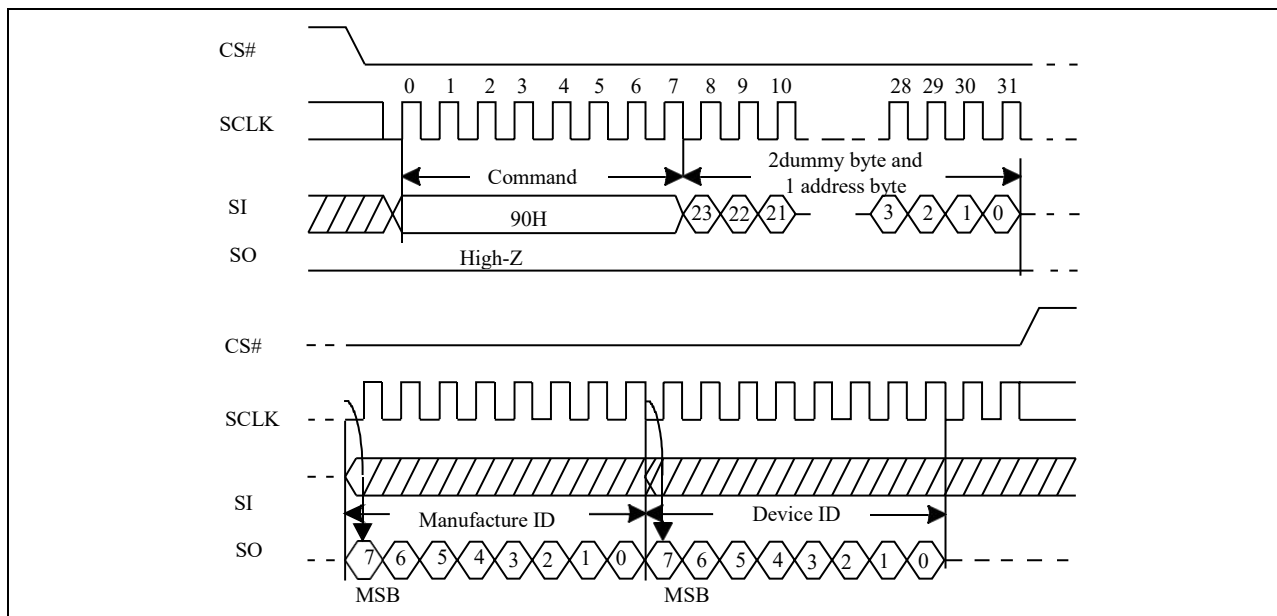 CS#
0 1 2 3 4 5 6 7 8 9 10 28 29 30 31
SCLK
2dummy byte and
Command
1 address byte
SI
90H
23 22 21 3 2 1 0
SO
High-Z
CS#
SCLK
SI
Manufacture ID
Device ID
SO
7 6 5 4 3 2 1 0 7 6 5 4 3 2 1 0
MSB
MSB